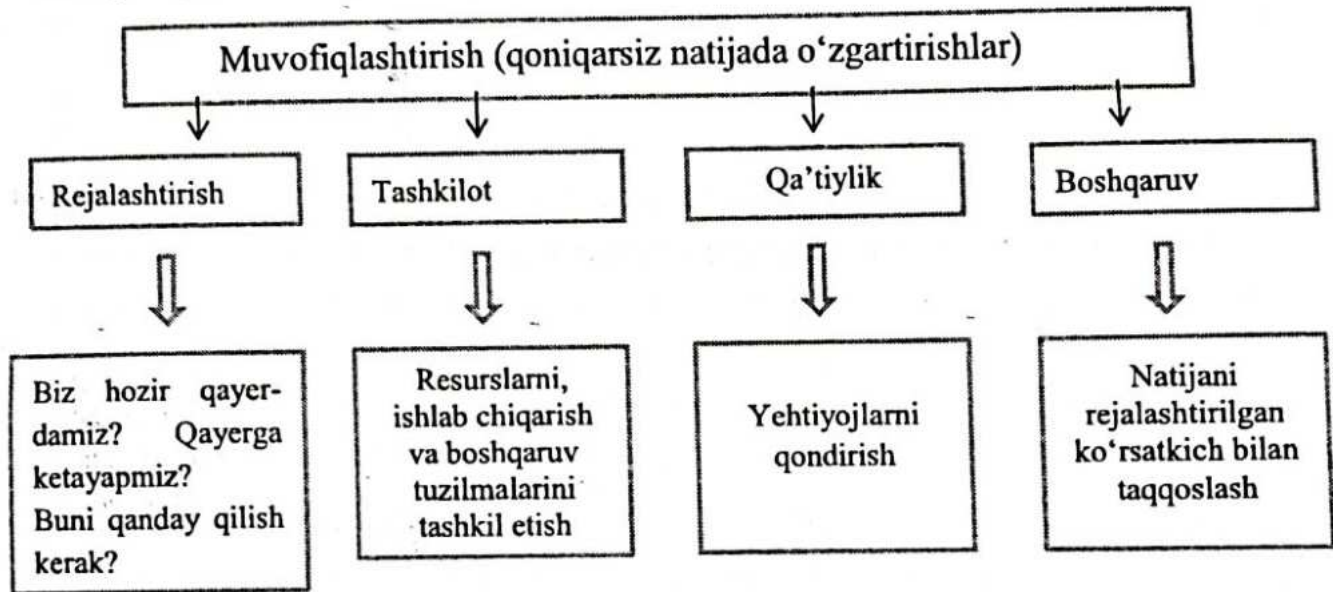 Muvofiqlashtirish (qoniqarsiz natijada o‘zgartirishlar)
Rejalashtirish
Tashkilot
Qa’tiylik
Boshqaruv
Biz hozir qayer-
damiz? Qayerga
ketayapmiz?
Buni qanday qilish
kerak?
Resurslarni,
ishlab chiqarish
va boshqaruv
tuzilmalarini
tashkil etish
Yehtiyojlarni
qondirish
Natijani
rejalashtirilgan
ko‘rsatkich bilan
taqqoslash